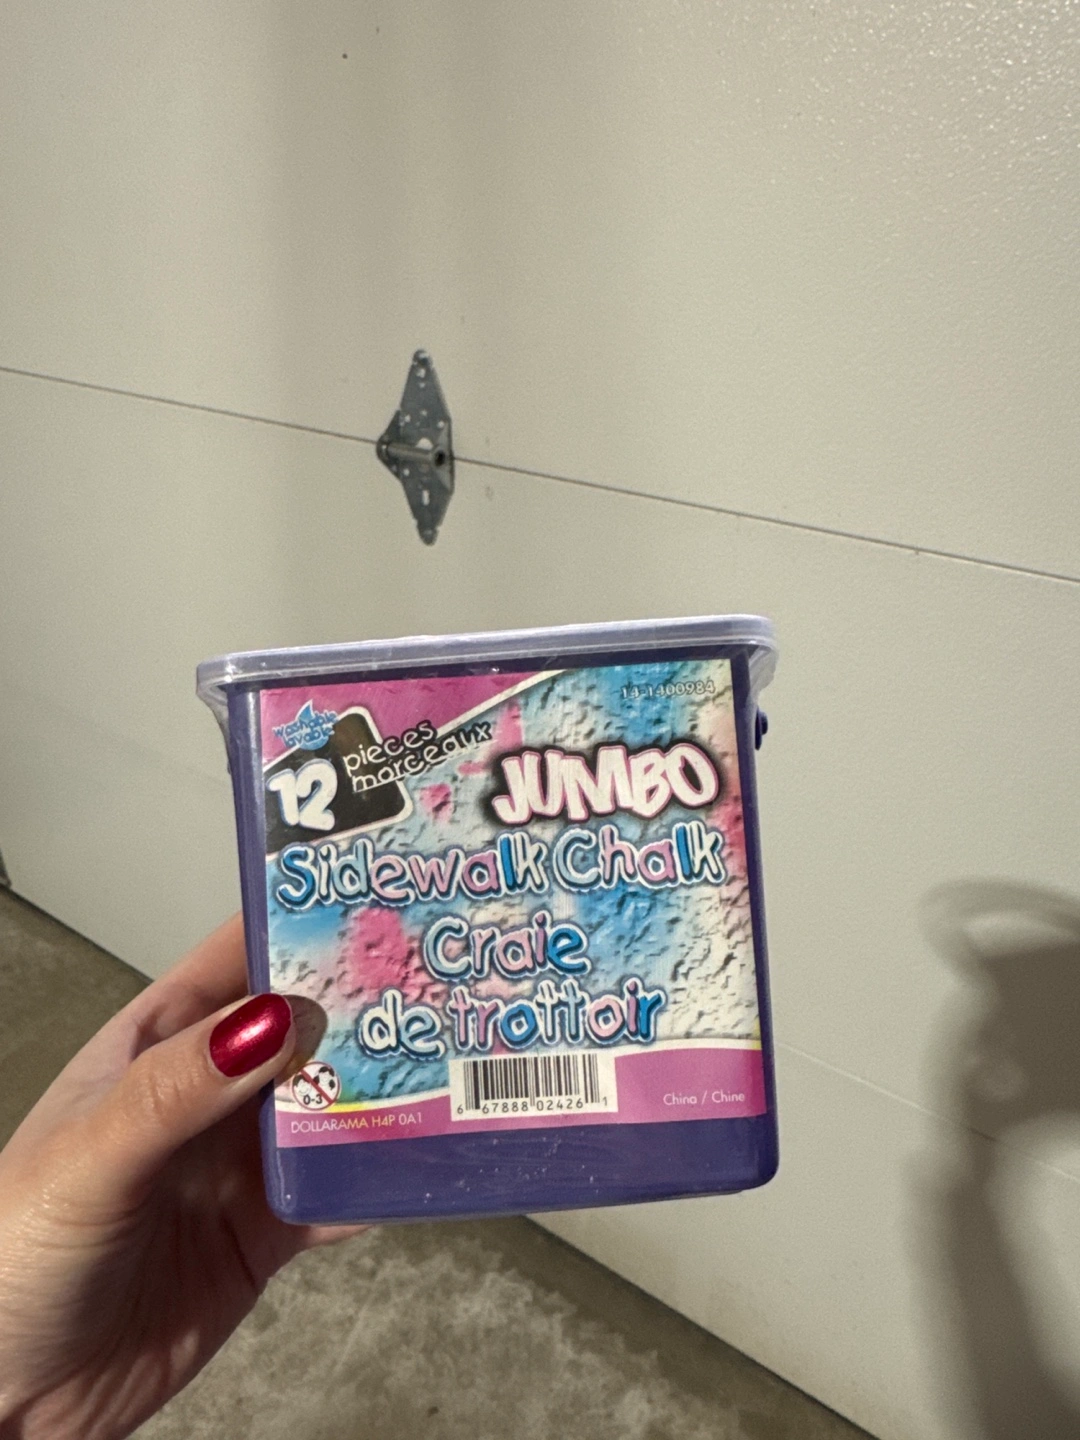 14-1400984
washable
lavable
12
pieces
morceaux
JUMBO
Sidewalk Chalk
Craie
de trottoir
0-3
6 67888 02426 1
DOLLARAMA H4P 0A1
China / Chine